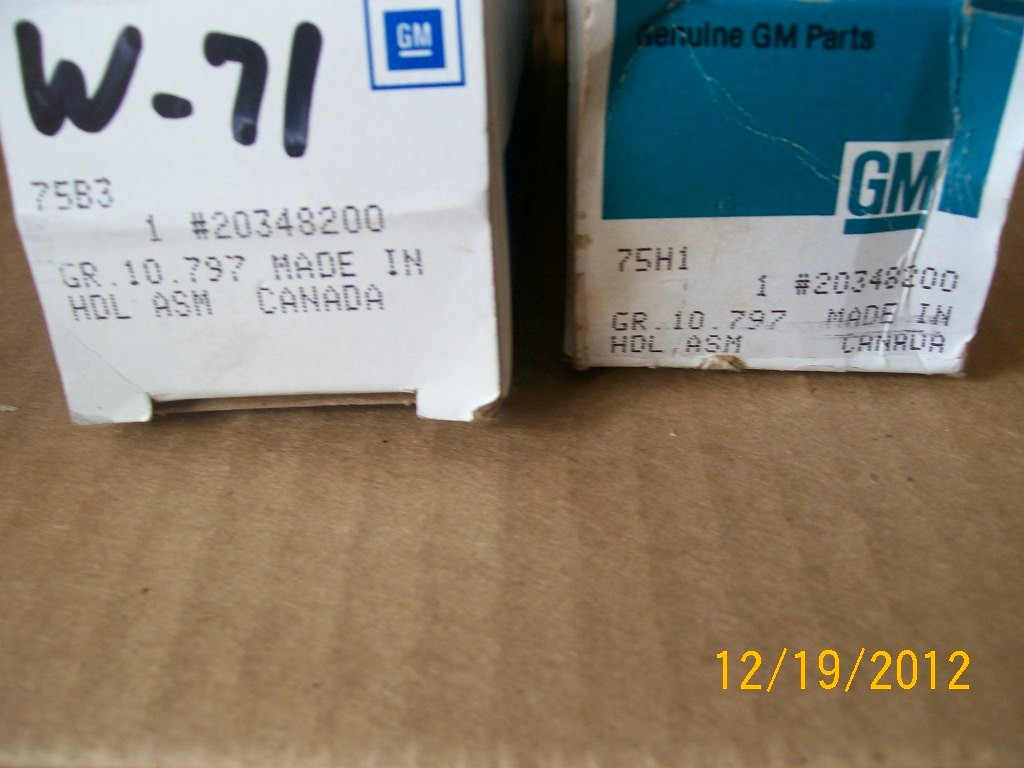 W-71
GM
75B3
1 #20348200
GR.10.797 MADE IN
HDL ASM CANADA
Genuine GM Parts
GM
75H1
1 #20348200
GR.10.797 MADE IN
HDL ASM CANADA
12/19/2012